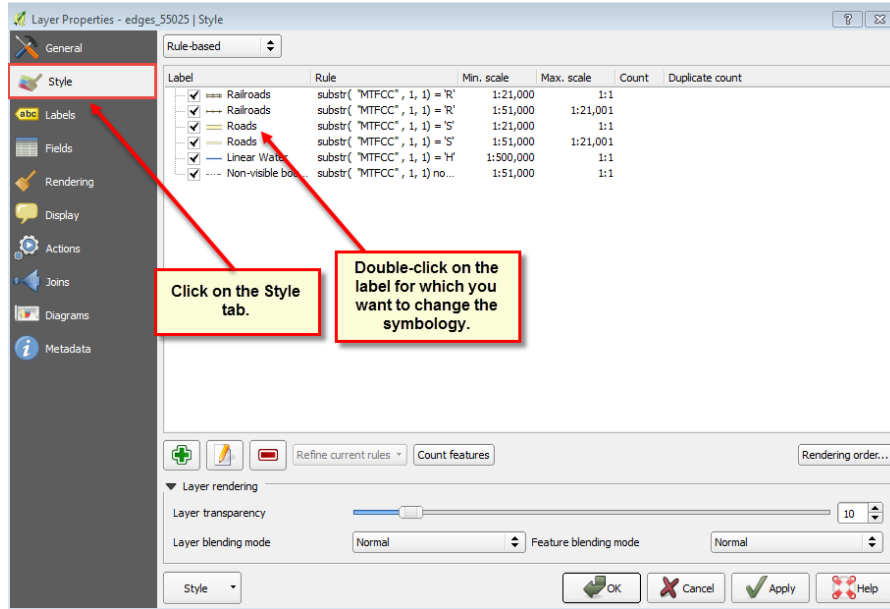 Layer Properties - edges_55025 | Style
General
Style
abc Labels
Fields
Rendering
Display
Actions
Joins
Diagrams
Metadata
Rule-based
Label Rule Min. scale Max. scale Count Duplicate count
Railroads substr( "MTFCC" , 1, 1) = 'R' 1:21,000 1:1
Railroads substr( "MTFCC" , 1, 1) = 'R' 1:51,000 1:21,001
Roads substr( "MTFCC" , 1, 1) = 'S' 1:21,000 1:1
Roads substr( "MTFCC" , 1, 1) = 'S' 1:51,000 1:21,001
Linear Water substr( "MTFCC" , 1, 1) = 'H' 1:500,000 1:1
Non-visible bou... substr( "MTFCC" , 1, 1) no... 1:51,000 1:1
Click on the Style
tab.
Double-click on the
label for which you
want to change the
symbology.
Refine current rules Count features Rendering order...
Layer rendering
Layer transparency 10
Layer blending mode Normal Feature blending mode Normal
Style OK Cancel Apply Help